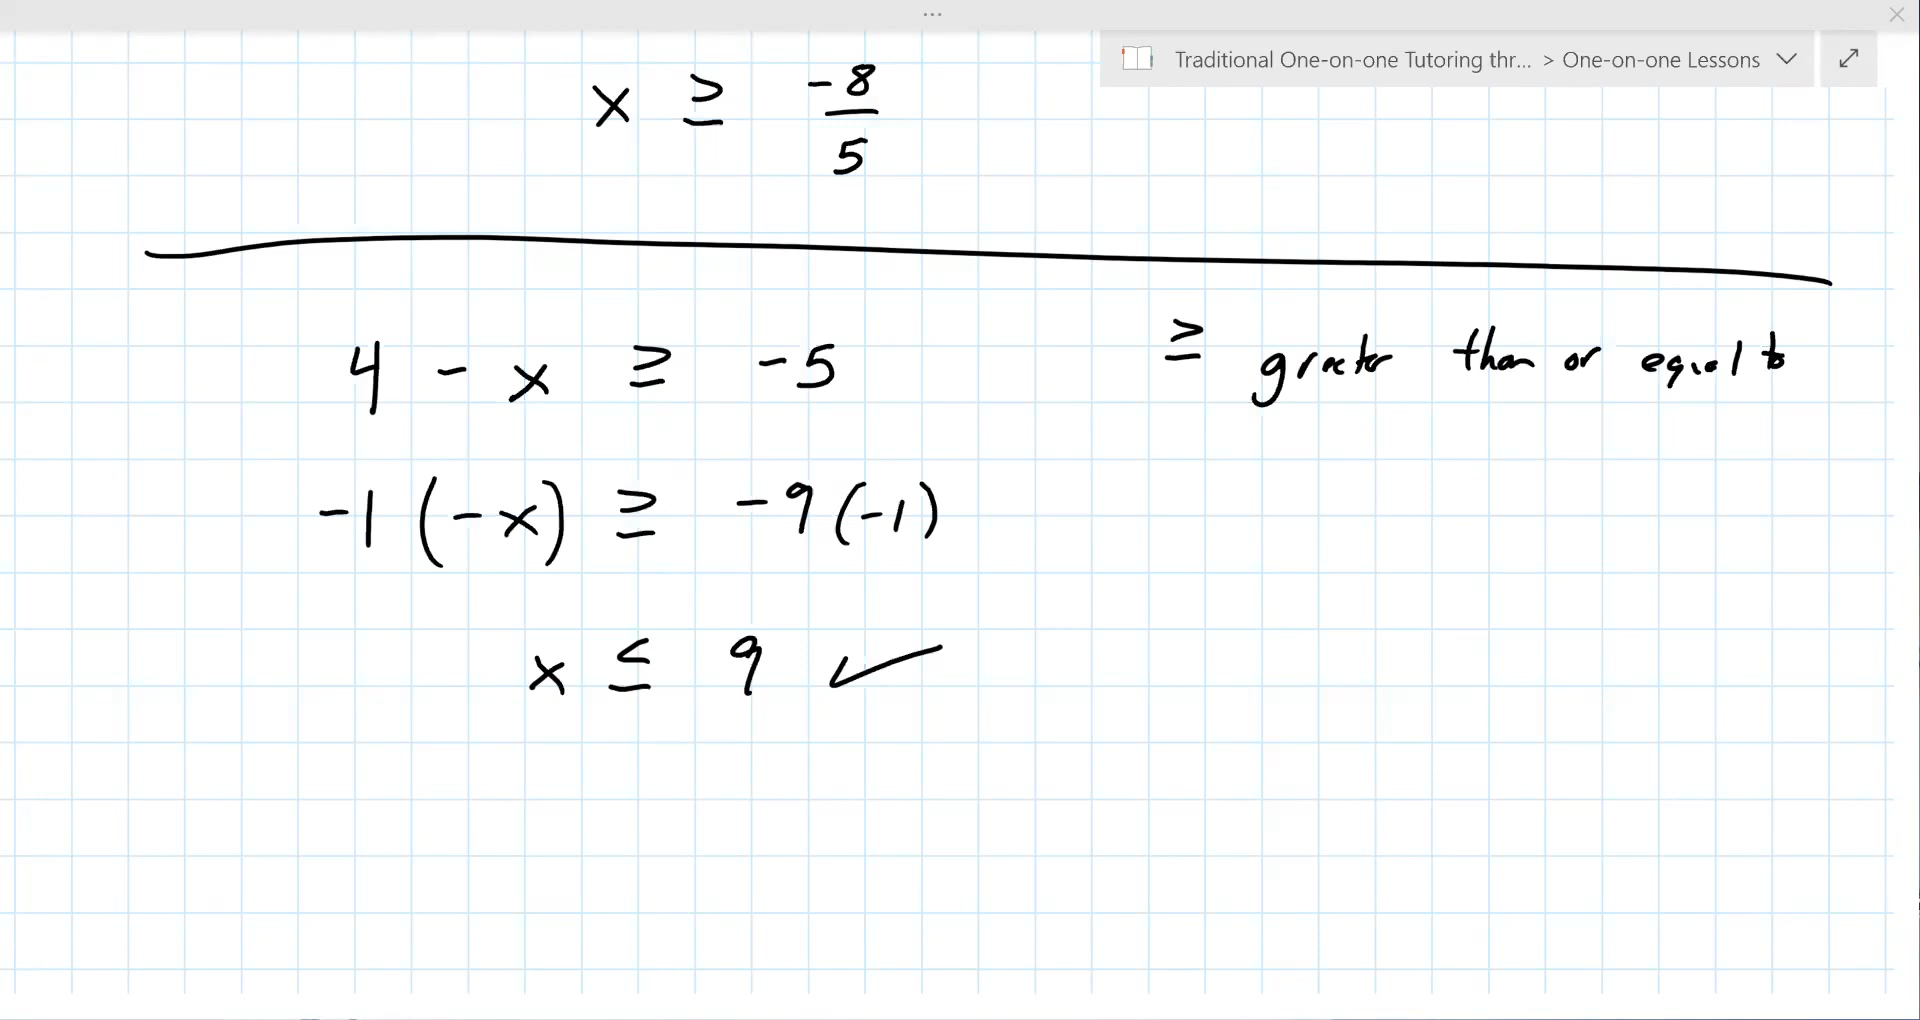 ...
Traditional One-on-one Tutoring thr... > One-on-one Lessons
x ≥ -8/5
4 - x ≥ -5
≥ greater than or equal to
-1 (-x) ≥ -9 (-1)
x ≤ 9 ✓